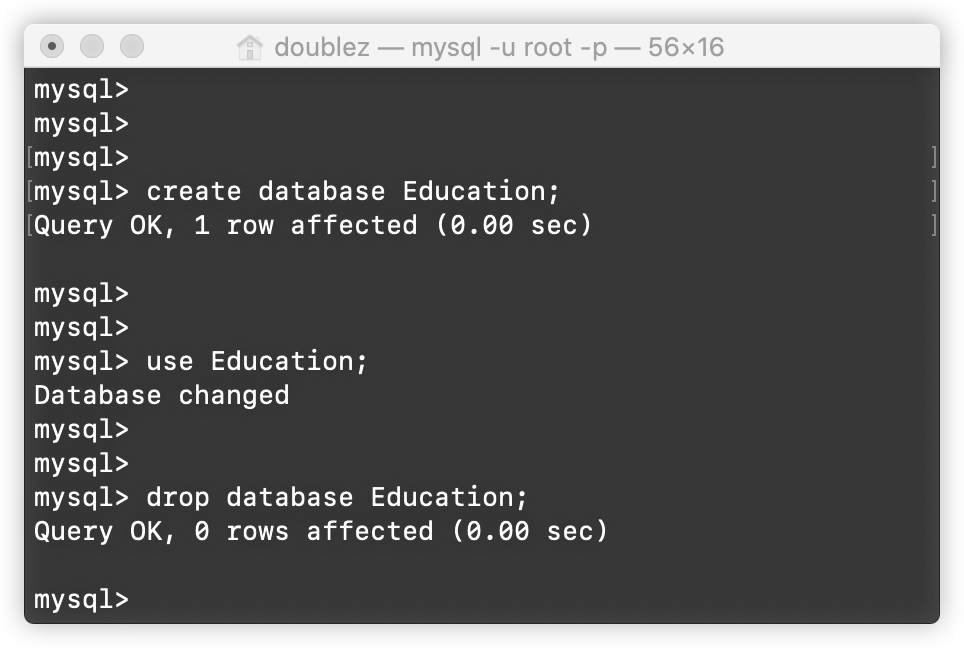 doublez — mysql -u root -p — 56×16
mysql>
mysql>
[mysql> ]
[mysql> create database Education; ]
[Query OK, 1 row affected (0.00 sec) ]
mysql>
mysql>
mysql> use Education;
Database changed
mysql>
mysql>
mysql> drop database Education;
Query OK, 0 rows affected (0.00 sec)
mysql>